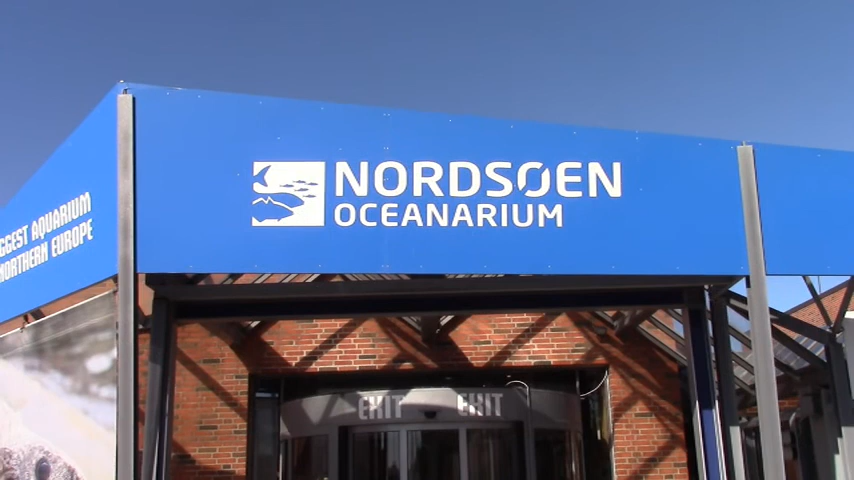 GGEST AQUARIUM
NORTHERN EUROPE
NORDSØEN
OCEANARIUM
EXIT EXIT